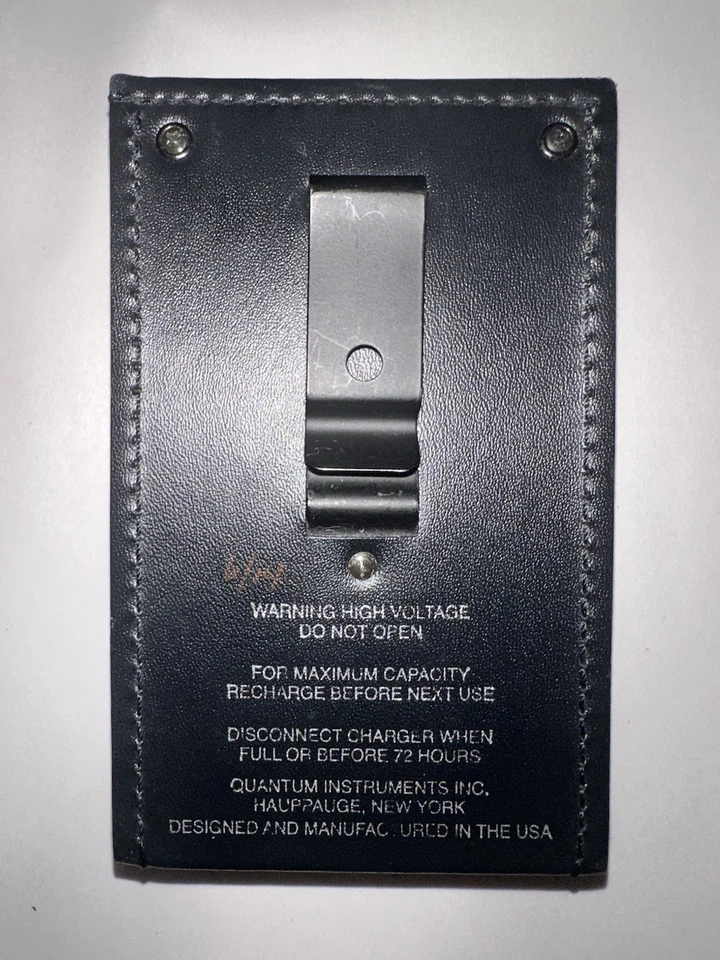 WARNING HIGH VOLTAGE
DO NOT OPEN
FOR MAXIMUM CAPACITY
RECHARGE BEFORE NEXT USE
DISCONNECT CHARGER WHEN
FULL OR BEFORE 72 HOURS
QUANTUM INSTRUMENTS INC.
HAUPPAUGE, NEW YORK
DESIGNED AND MANUFACTURED IN THE USA